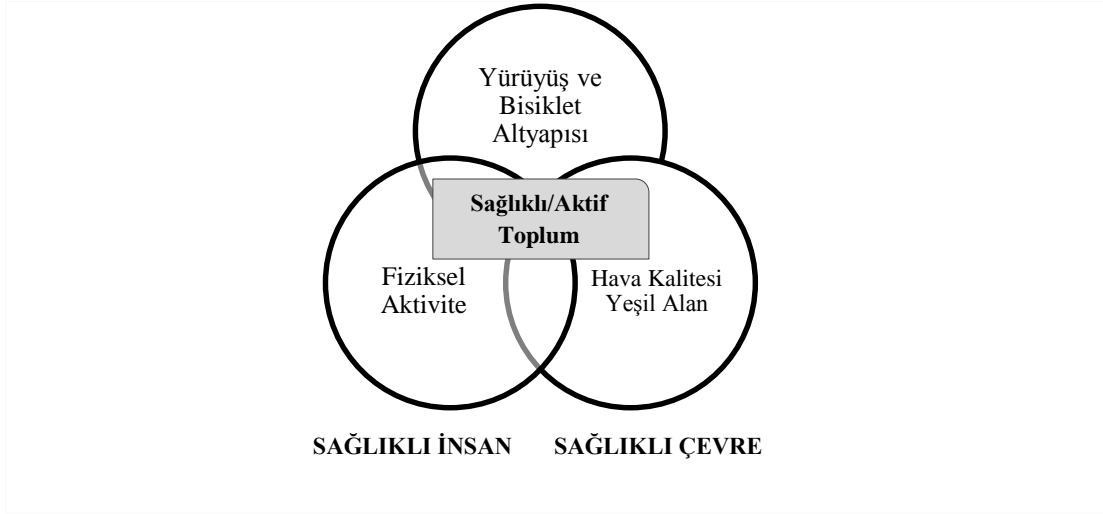 Yürüyüş ve
Bisiklet
Altyapısı
Sağlıklı/Aktif
Toplum
Fiziksel
Aktivite
Hava Kalitesi
Yeşil Alan
SAĞLIKLI İNSAN
SAĞLIKLI ÇEVRE